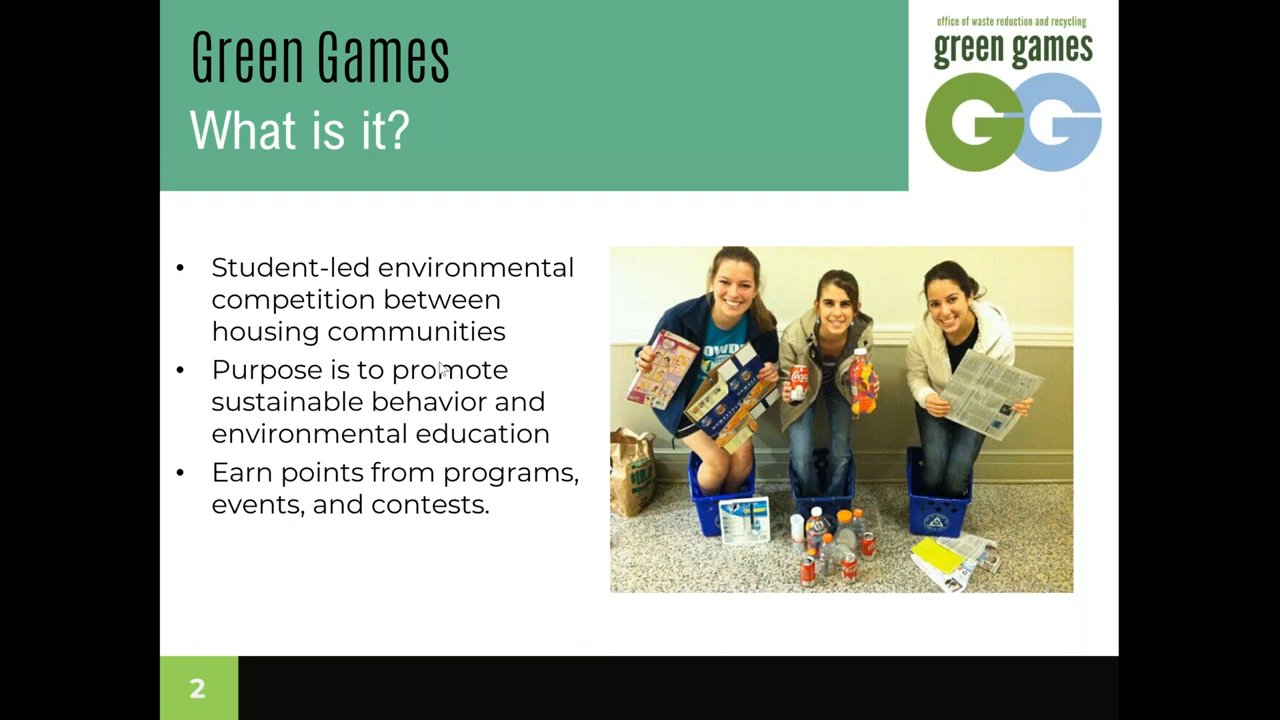 Green Games
What is it?
office of waste reduction and recycling
green games
GG
• Student-led environmental
competition between
housing communities
• Purpose is to promote
sustainable behavior and
environmental education
• Earn points from programs,
events, and contests.
2